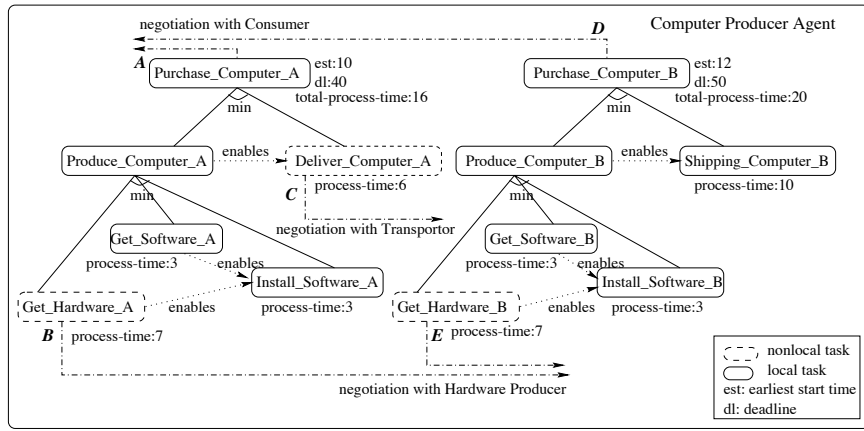 negotiation with Consumer
D
Computer Producer Agent
A
Purchase_Computer_A
est:10
dl:40
total-process-time:16
min
Purchase_Computer_B
est:12
dl:50
total-process-time:20
min
Produce_Computer_A
enables
Deliver_Computer_A
process-time:6
min
C
negotiation with Transportor
Produce_Computer_B
enables
Shipping_Computer_B
process-time:10
min
Get_Software_A
process-time:3
enables
Install_Software_A
process-time:3
Get_Hardware_A
enables
B
process-time:7
Get_Software_B
process-time:3
enables
Install_Software_B
process-time:3
Get_Hardware_B
enables
E
process-time:7
negotiation with Hardware Producer
nonlocal task
local task
est: earliest start time
dl: deadline